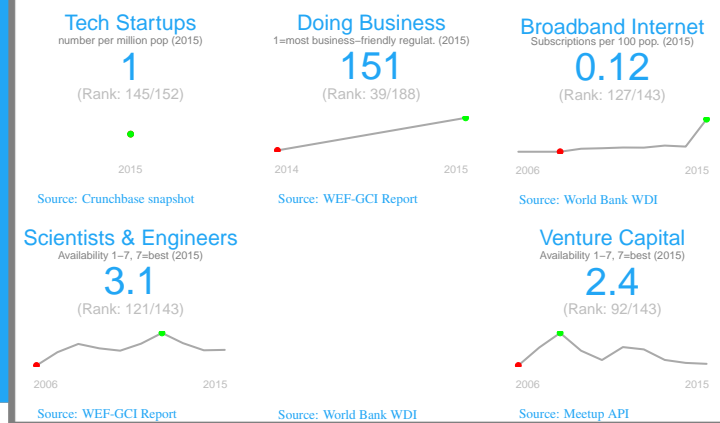 Tech Startups
number per million pop (2015)
1
(Rank: 145/152)
2015
Source: Crunchbase snapshot
Doing Business
1=most business−friendly regulat. (2015)
151
(Rank: 39/188)
2014 2015
Source: WEF-GCI Report
Broadband Internet
Subscriptions per 100 pop. (2015)
0.12
(Rank: 127/143)
2006 2015
Source: World Bank WDI
Scientists & Engineers
Availability 1−7, 7=best (2015)
3.1
(Rank: 121/143)
2006 2015
Source: WEF-GCI Report
Source: World Bank WDI
Venture Capital
Availability 1−7, 7=best (2015)
2.4
(Rank: 92/143)
2006 2015
Source: Meetup API